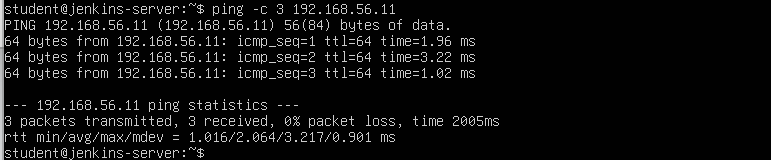 student@jenkins-server:~$ ping -c 3 192.168.56.11
PING 192.168.56.11 (192.168.56.11) 56(84) bytes of data.
64 bytes from 192.168.56.11: icmp_seq=1 ttl=64 time=1.96 ms
64 bytes from 192.168.56.11: icmp_seq=2 ttl=64 time=3.22 ms
64 bytes from 192.168.56.11: icmp_seq=3 ttl=64 time=1.02 ms

--- 192.168.56.11 ping statistics ---
3 packets transmitted, 3 received, 0% packet loss, time 2005ms
rtt min/avg/max/mdev = 1.016/2.064/3.217/0.901 ms
student@jenkins-server:~$